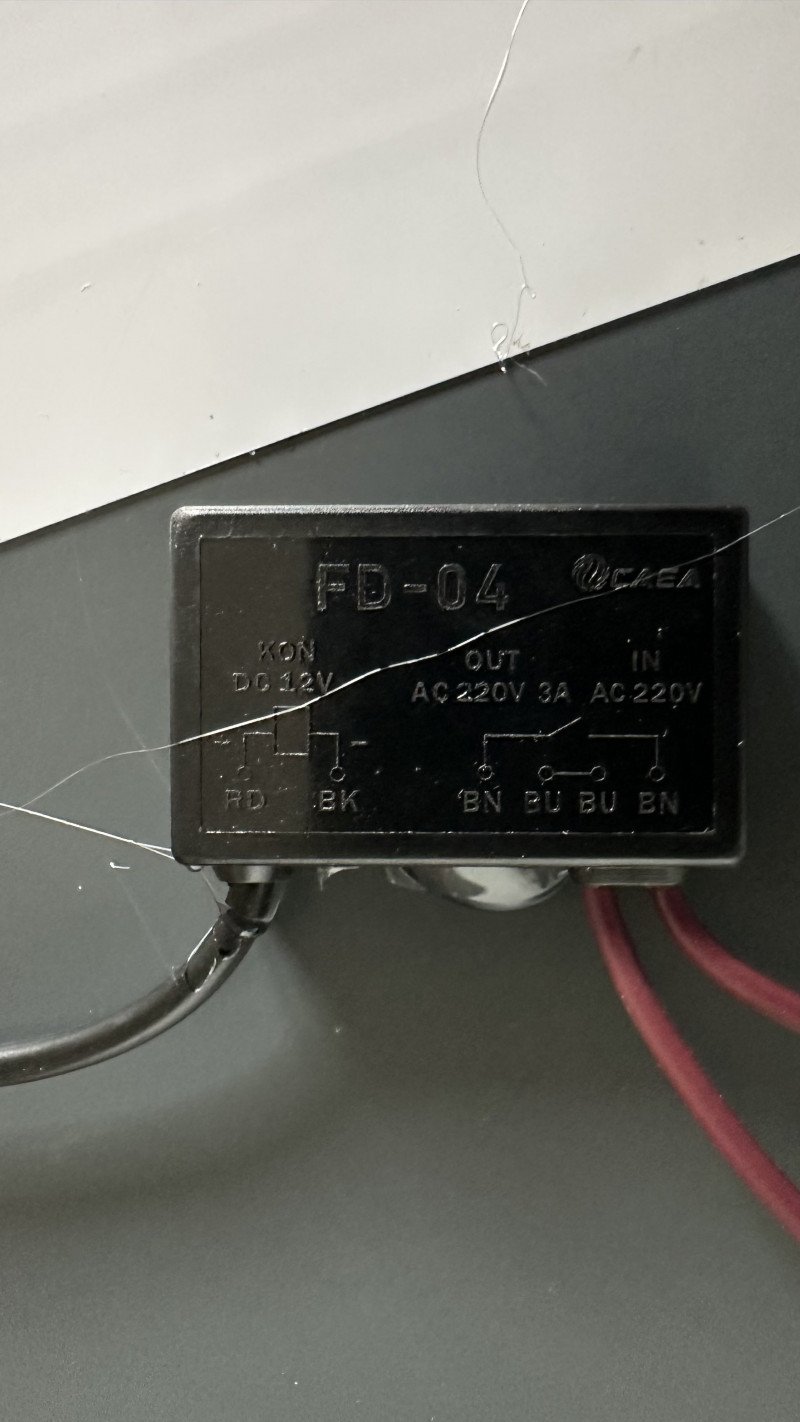 FD-04 CAEA
KON
DC 12V
OUT
AC 220V 3A
IN
AC 220V
+ -
RD BK
BN BU BU BN